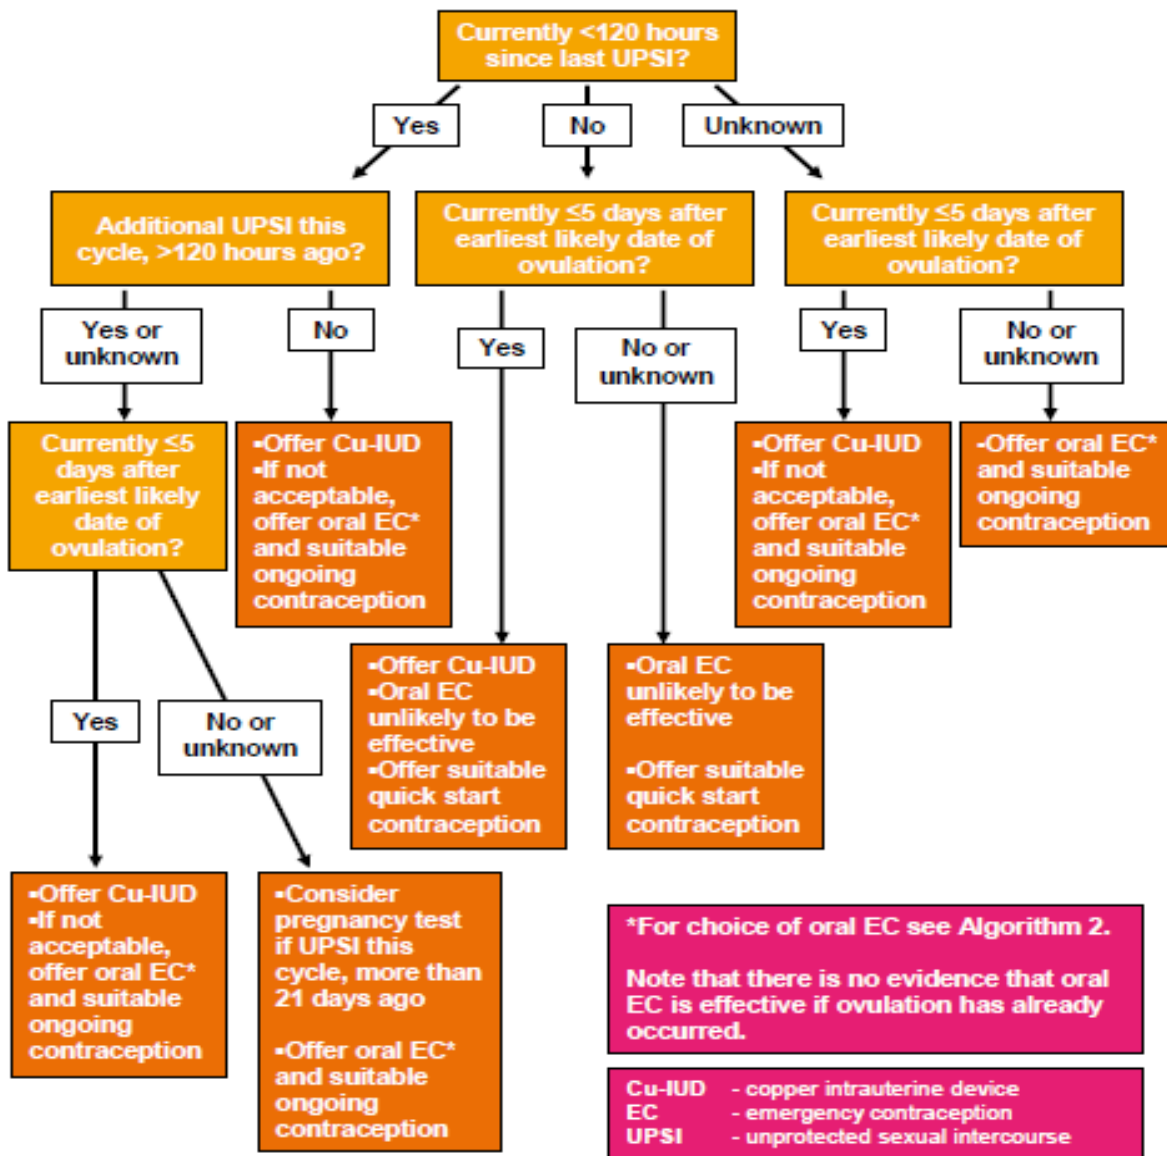 Currently <120 hours
since last UPSI?
Yes
No
Unknown
Additional UPSI this
cycle, >120 hours ago?
Currently ≤5 days after
earliest likely date of
ovulation?
Currently ≤5 days after
earliest likely date of
ovulation?
Yes or
unknown
No
Yes
No or
unknown
Yes
No or
unknown
Currently ≤5
days after
earliest likely
date of
ovulation?
▪Offer Cu-IUD
▪If not
acceptable,
offer oral EC*
and suitable
ongoing
contraception
▪Offer Cu-IUD
▪If not
acceptable,
offer oral EC*
and suitable
ongoing
contraception
▪Offer oral EC*
and suitable
ongoing
contraception
Yes
No or
unknown
▪Offer Cu-IUD
▪Oral EC
unlikely to be
effective
▪Offer suitable
quick start
contraception
▪Oral EC
unlikely to be
effective
▪Offer suitable
quick start
contraception
▪Offer Cu-IUD
▪If not
acceptable,
offer oral EC*
and suitable
ongoing
contraception
▪Consider
pregnancy test
if UPSI this
cycle, more than
21 days ago
▪Offer oral EC*
and suitable
ongoing
contraception
*For choice of oral EC see Algorithm 2.
Note that there is no evidence that oral
EC is effective if ovulation has already
occurred.
Cu-IUD - copper intrauterine device
EC - emergency contraception
UPSI - unprotected sexual intercourse